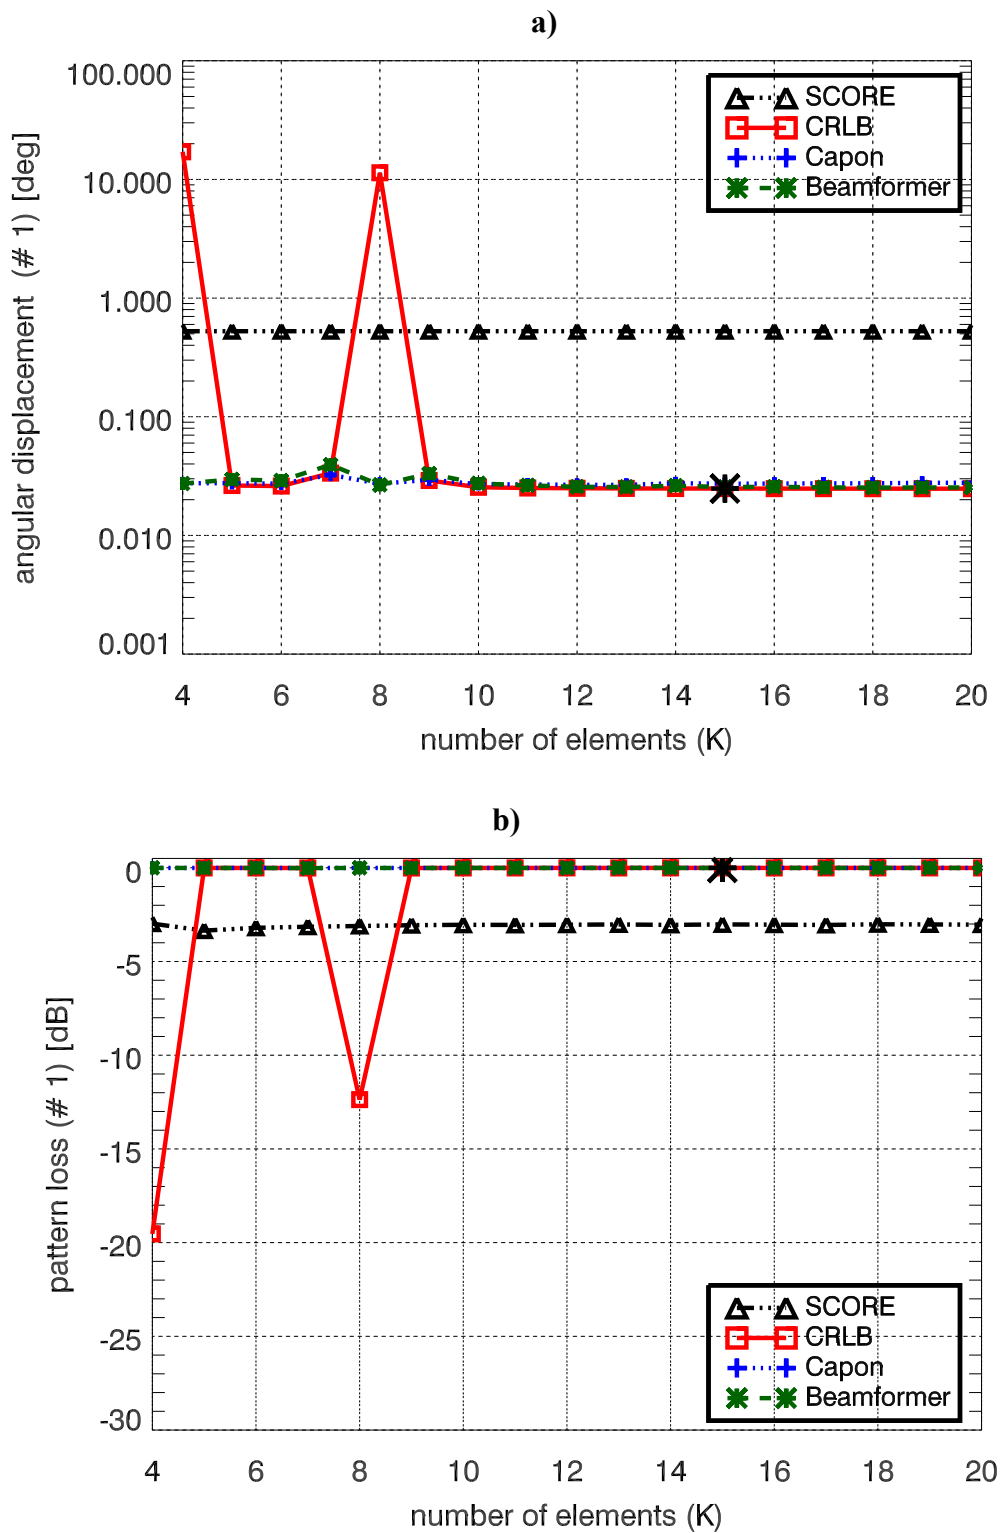 a)
angular displacement (# 1) [deg]
100.000
10.000
1.000
0.100
0.010
0.001
SCORE
CRLB
Capon
Beamformer
4 6 8 10 12 14 16 18 20
number of elements (K)
b)
pattern loss (# 1) [dB]
0
-5
-10
-15
-20
-25
-30
SCORE
CRLB
Capon
Beamformer
4 6 8 10 12 14 16 18 20
number of elements (K)